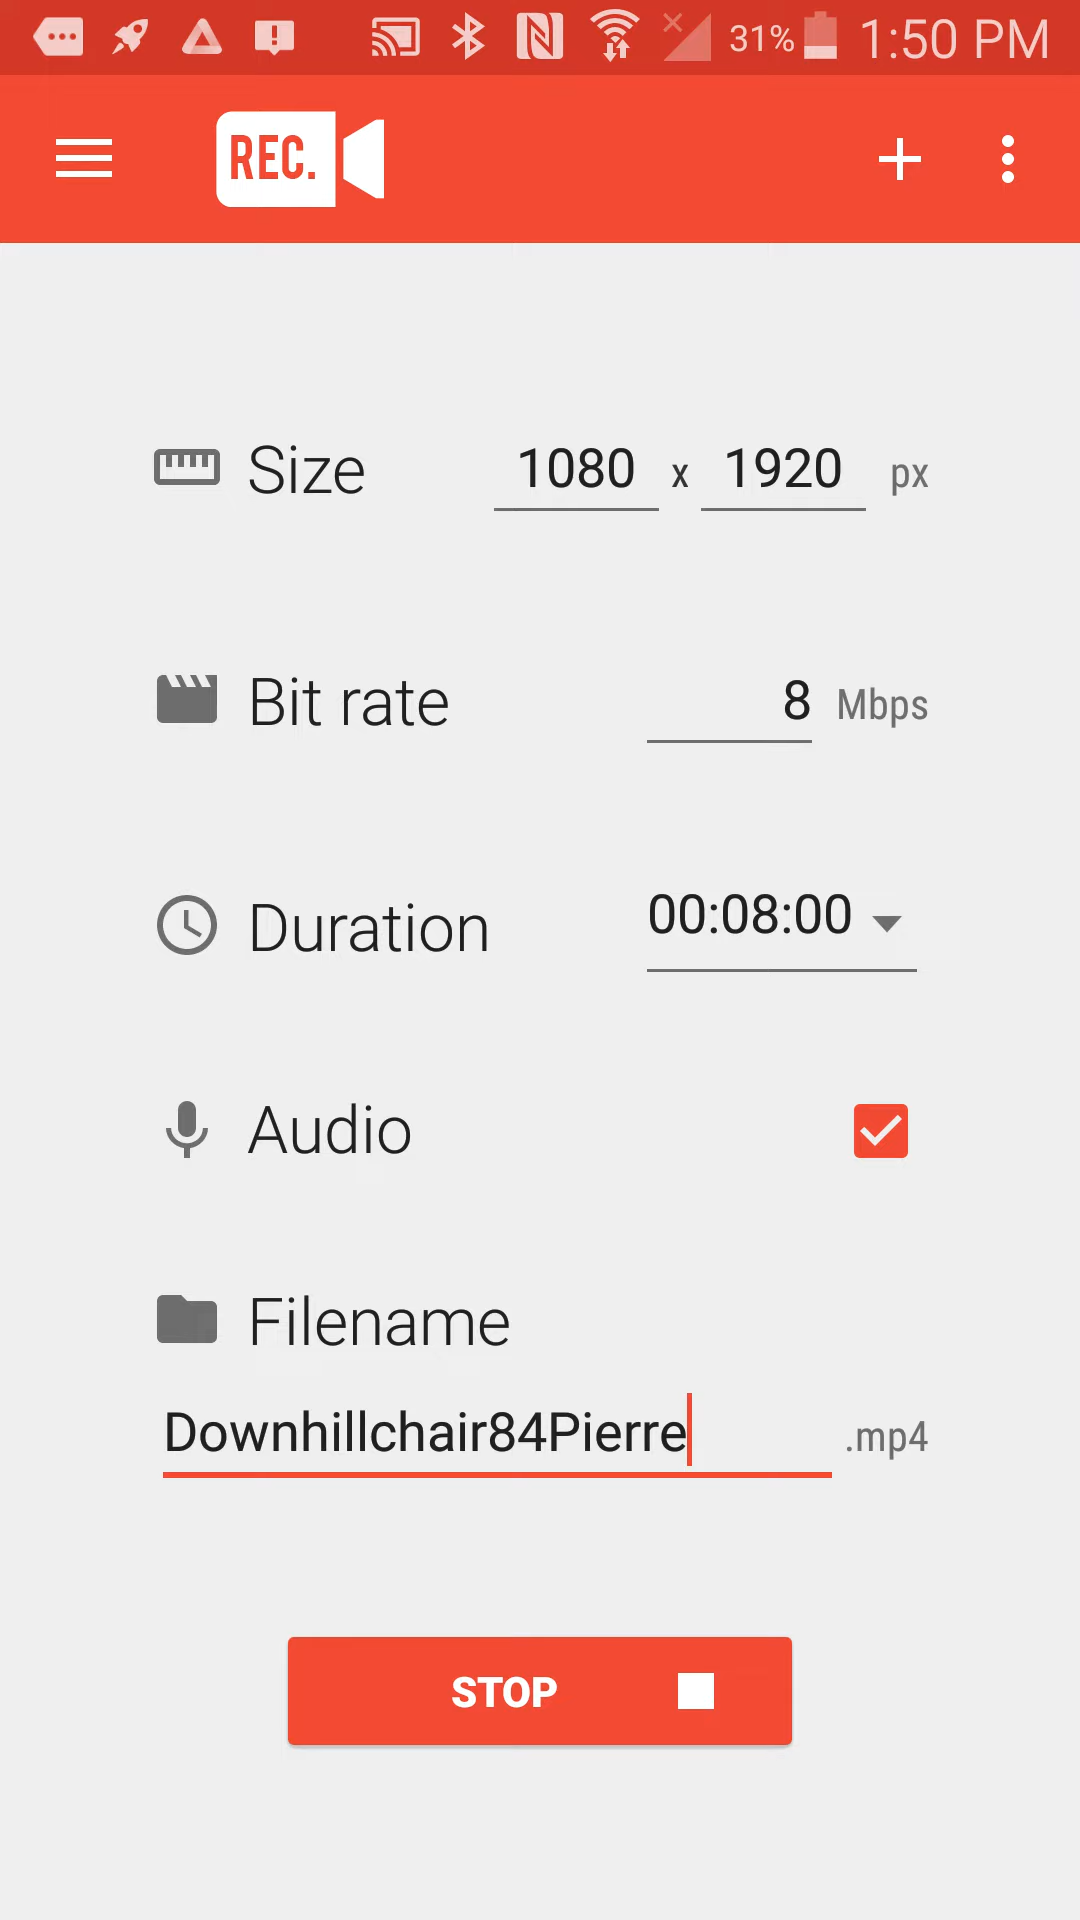 31% 1:50 PM
REC.
Size 1080 x 1920 px
Bit rate 8 Mbps
Duration 00:08:00
Audio
Filename
Downhillchair84Pierre .mp4
STOP